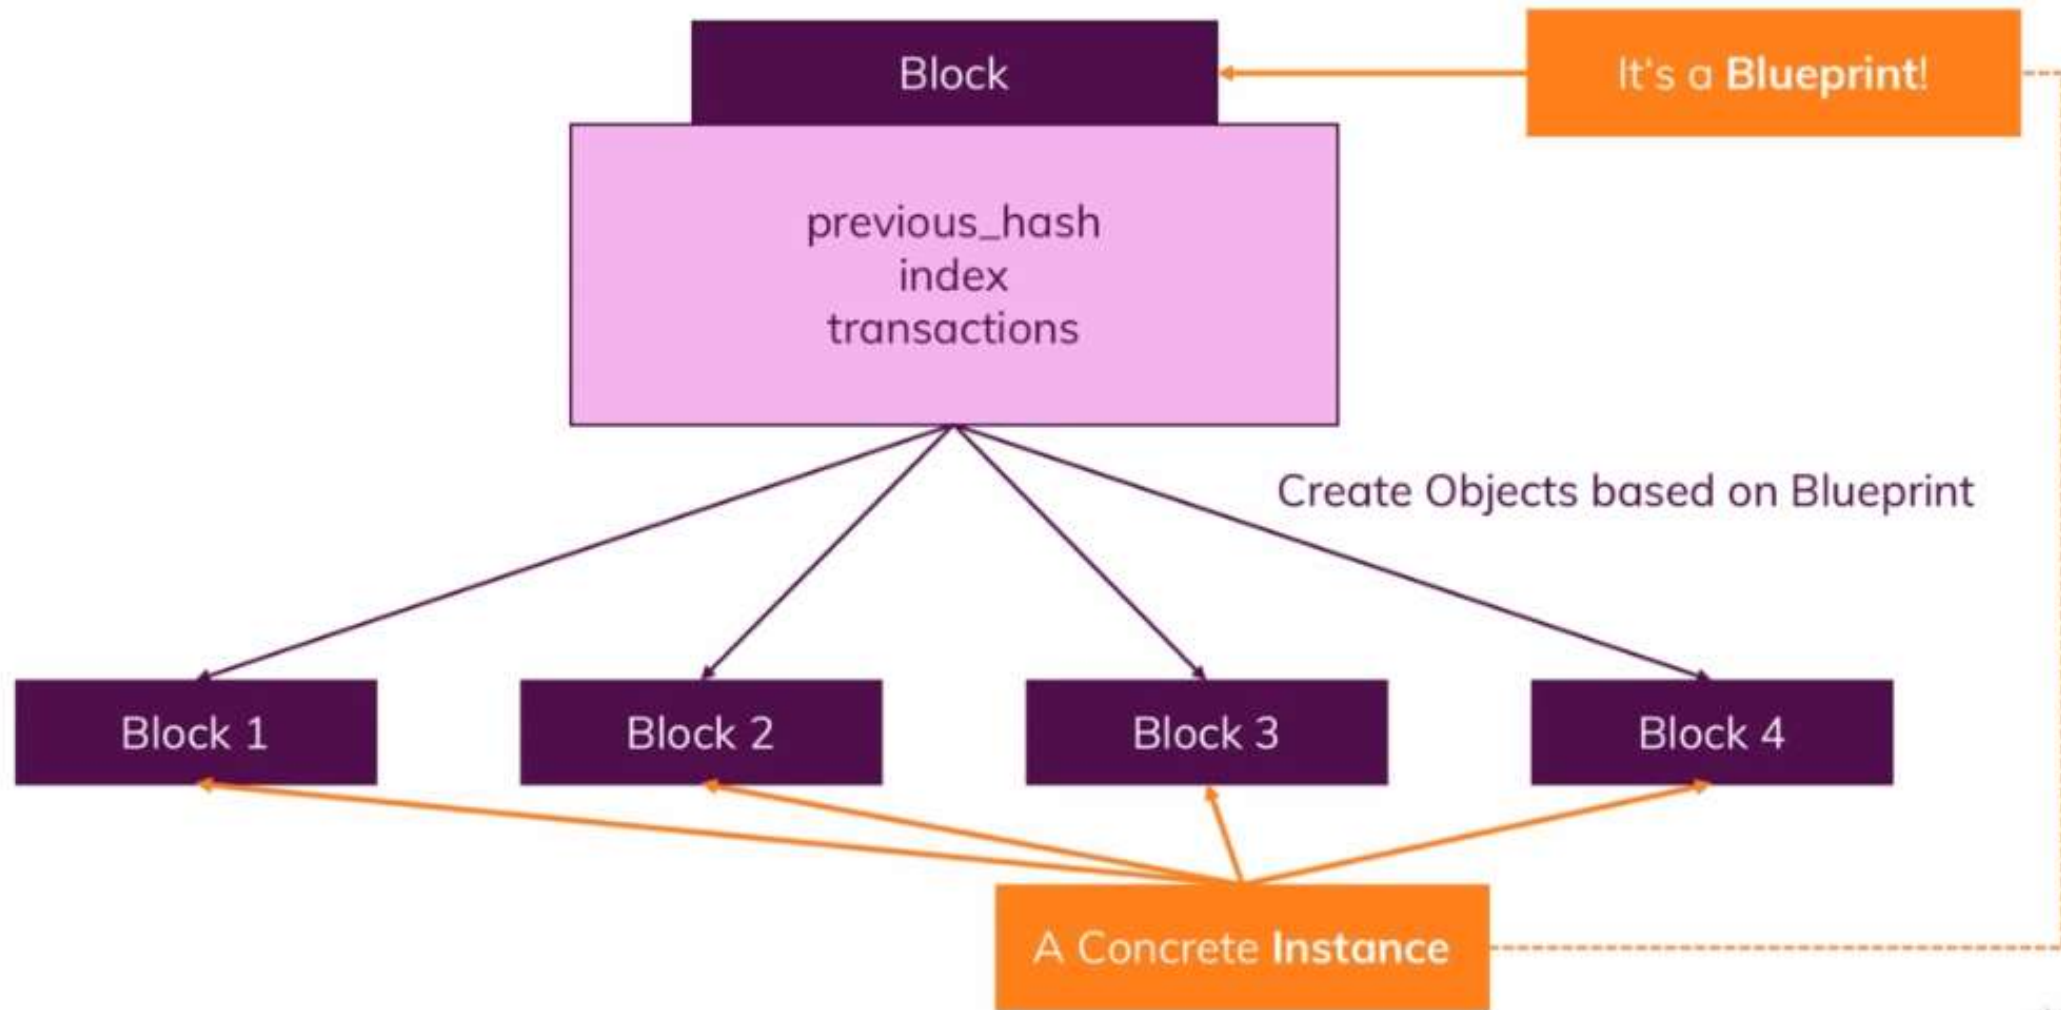 Block
It's a Blueprint!
previous_hash
index
transactions
Create Objects based on Blueprint
Block 1
Block 2
Block 3
Block 4
A Concrete Instance